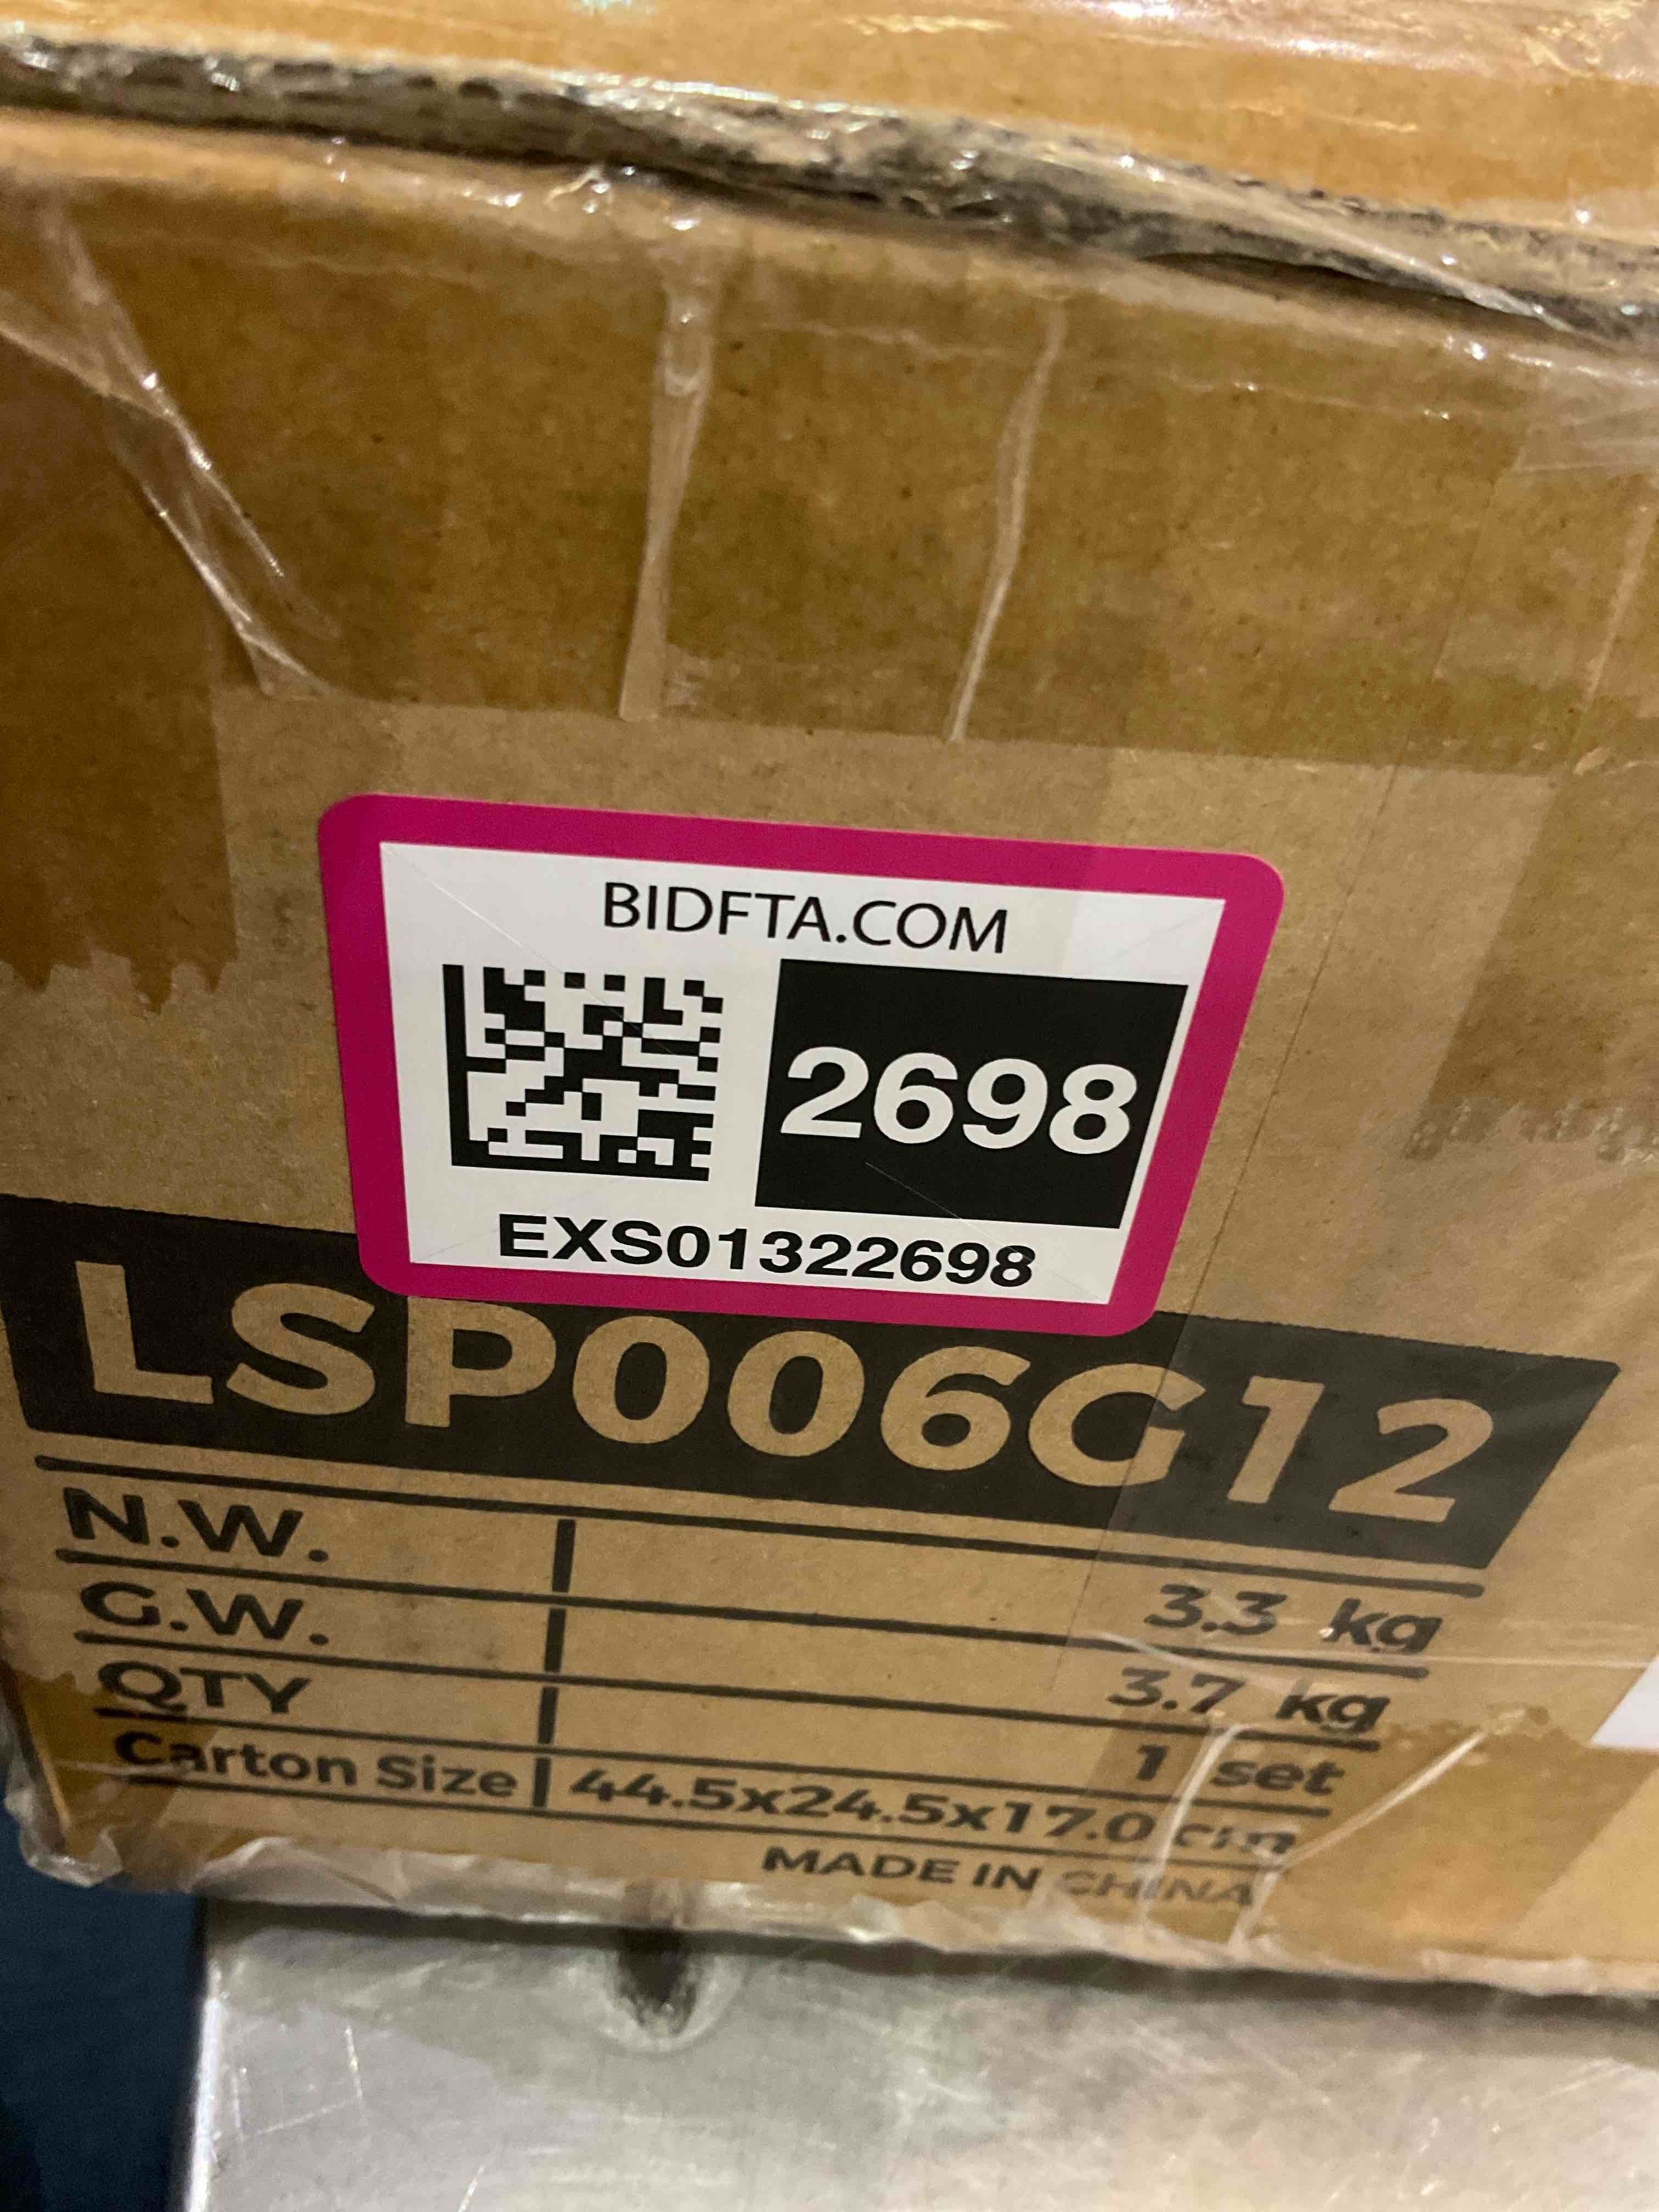 BIDFTA.COM
2698
EXS01322698
LSP006G12
N.W. 3.3 kg
G.W. 3.7 kg
QTY 1 set
Carton Size 44.5x24.5x17.0 cm
MADE IN CHINA